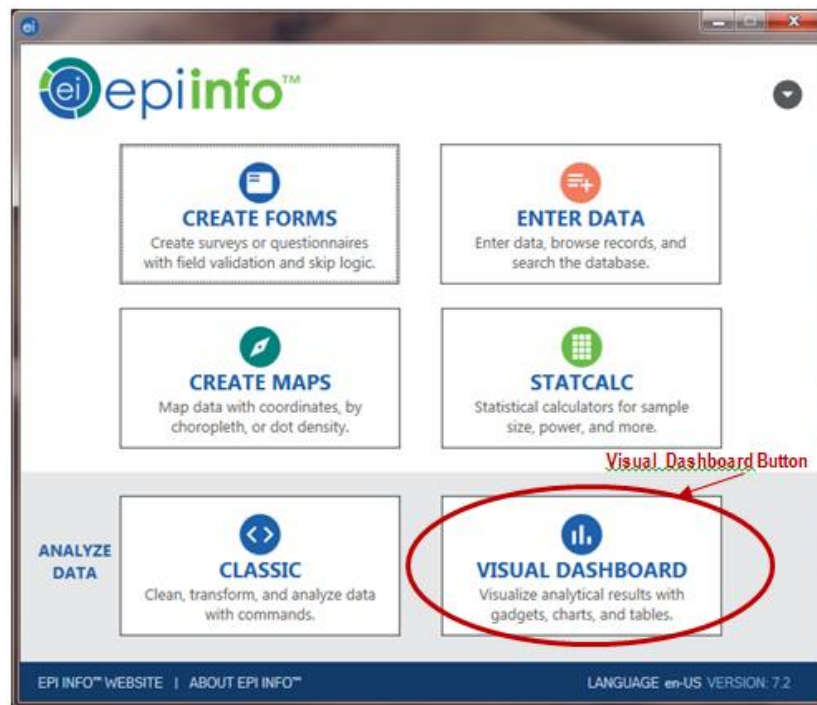 ei
ei epiinfo™
CREATE FORMS
Create surveys or questionnaires
with field validation and skip logic.
ENTER DATA
Enter data, browse records, and
search the database.
CREATE MAPS
Map data with coordinates, by
choropleth, or dot density.
STATCALC
Statistical calculators for sample
size, power, and more.
Visual Dashboard Button
ANALYZE
DATA
CLASSIC
Clean, transform, and analyze data
with commands.
VISUAL DASHBOARD
Visualize analytical results with
gadgets, charts, and tables.
EPI INFO™ WEBSITE | ABOUT EPI INFO™
LANGUAGE en-US VERSION: 7.2